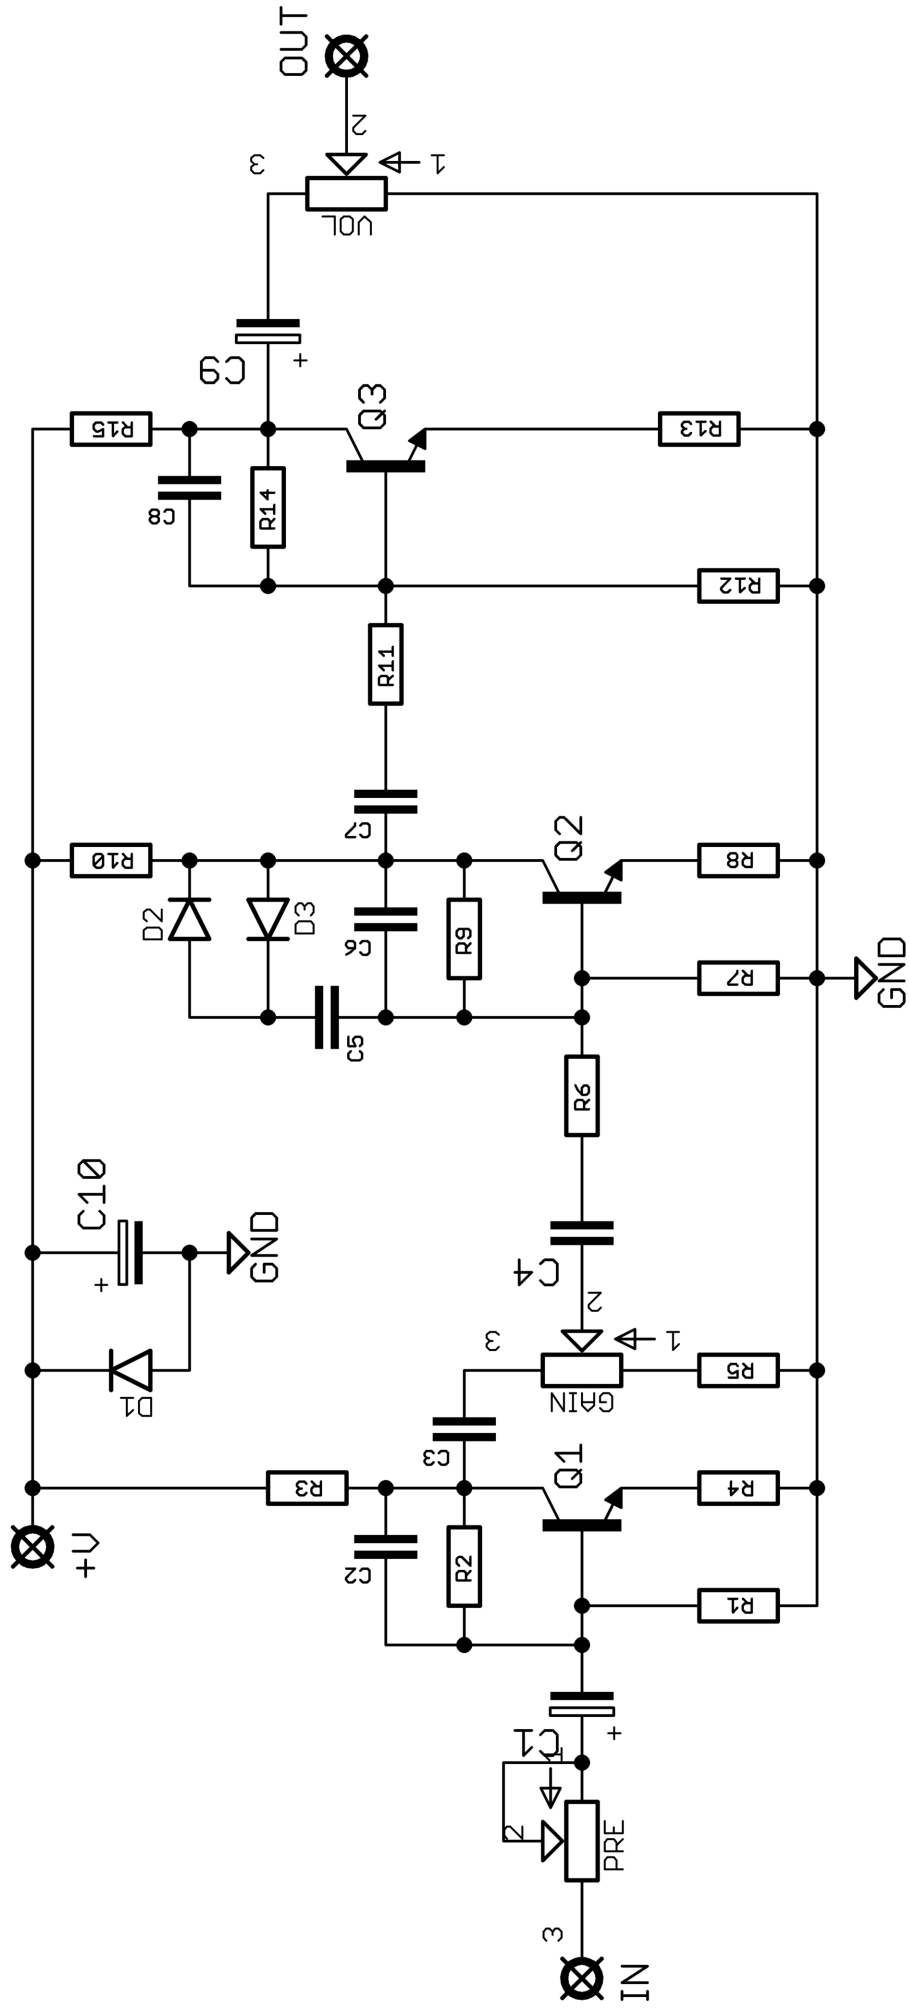 OUT
2
3
1
VOL
C9
+
Q3
R15
R13
C8
R14
R12
R11
C7
Q2
R10
R8
D2
D3
C6
R9
R7
GND
C5
R6
C10
+
GND
C4
2
3
1
D1
GAIN
R5
C3
Q1
R3
R4
+V
C2
R2
R1
C1
+
1
2
PRE
3
IN